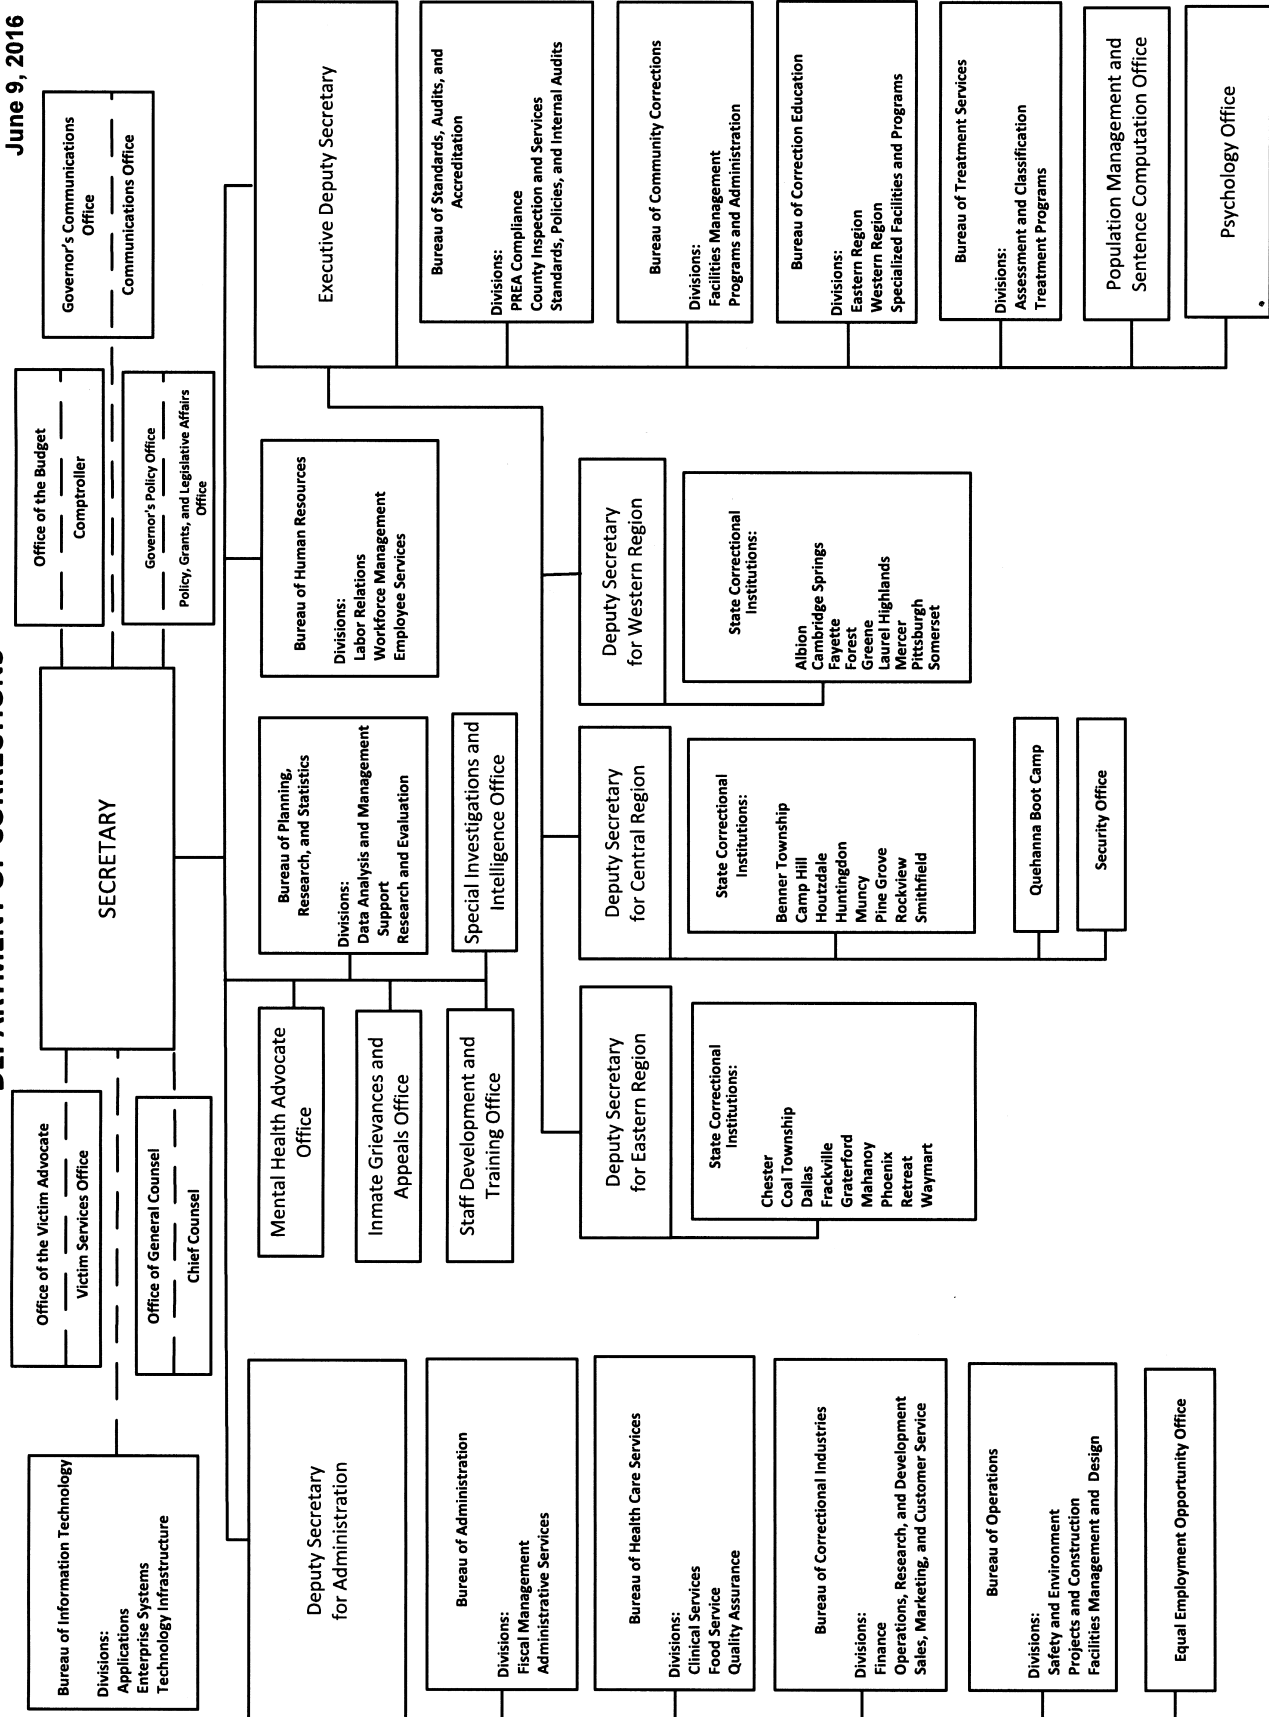 June 9, 2016
DEPARTMENT OF CORRECTIONS
Bureau of Information Technology
Divisions:
Applications
Enterprise Systems
Technology Infrastructure
Office of the Victim Advocate
Victim Services Office
Office of General Counsel
Chief Counsel
SECRETARY
Office of the Budget
Comptroller
Governor's Policy Office
Policy, Grants, and Legislative Affairs
Office
Governor's Communications
Office
Communications Office
Deputy Secretary
for Administration
Bureau of Administration
Divisions:
Fiscal Management
Administrative Services
Bureau of Health Care Services
Divisions:
Clinical Services
Food Service
Quality Assurance
Bureau of Correctional Industries
Divisions:
Finance
Operations, Research, and Development
Sales, Marketing, and Customer Service
Bureau of Operations
Divisions:
Safety and Environment
Projects and Construction
Facilities Management and Design
Equal Employment Opportunity Office
Mental Health Advocate
Office
Inmate Grievances and
Appeals Office
Staff Development and
Training Office
Bureau of Planning,
Research, and Statistics
Divisions:
Data Analysis and Management
Support
Research and Evaluation
Special Investigations and
Intelligence Office
Bureau of Human Resources
Divisions:
Labor Relations
Workforce Management
Employee Services
Deputy Secretary
for Eastern Region
State Correctional
Institutions:
Chester
Coal Township
Dallas
Frackville
Graterford
Mahanoy
Phoenix
Retreat
Waymart
Deputy Secretary
for Central Region
State Correctional
Institutions:
Benner Township
Camp Hill
Houtzdale
Huntingdon
Muncy
Pine Grove
Rockview
Smithfield
Quehanna Boot Camp
Security Office
Deputy Secretary
for Western Region
State Correctional
Institutions:
Albion
Cambridge Springs
Fayette
Forest
Greene
Laurel Highlands
Mercer
Pittsburgh
Somerset
Executive Deputy Secretary
Bureau of Standards, Audits, and
Accreditation
Divisions:
PREA Compliance
County Inspection and Services
Standards, Policies, and Internal Audits
Bureau of Community Corrections
Divisions:
Facilities Management
Programs and Administration
Bureau of Correction Education
Divisions:
Eastern Region
Western Region
Specialized Facilities and Programs
Bureau of Treatment Services
Divisions:
Assessment and Classification
Treatment Programs
Population Management and
Sentence Computation Office
Psychology Office